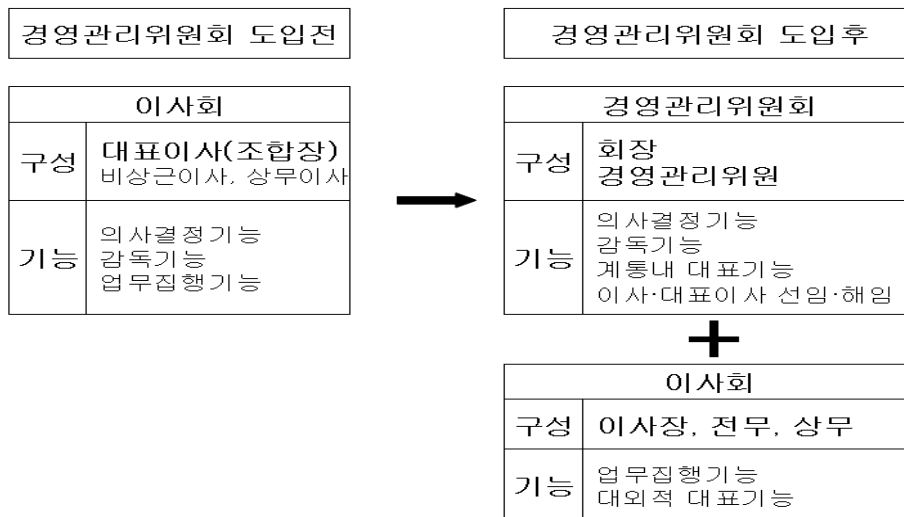 경영관리위원회 도입전
이사회
구성
대표이사(조합장)
비상근이사, 상무이사
기능
의사결정기능
감독기능
업무집행기능
경영관리위원회 도입후
경영관리위원회
구성
회장
경영관리위원
기능
의사결정기능
감독기능
계통내 대표기능
이사·대표이사 선임·해임
이사회
구성
이사장, 전무, 상무
기능
업무집행기능
대외적 대표기능